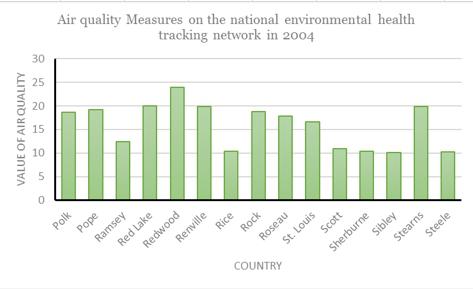 Air quality Measures on the national environmental health
tracking network in 2004
VALUE OF AIR QUALITY
30
25
20
15
10
5
0
Polk
Pope
Ramsey
Red Lake
Redwood
Renville
Rice
Rock
Roseau
St. Louis
Scott
Sherburne
Sibley
Stearns
Steele
COUNTRY